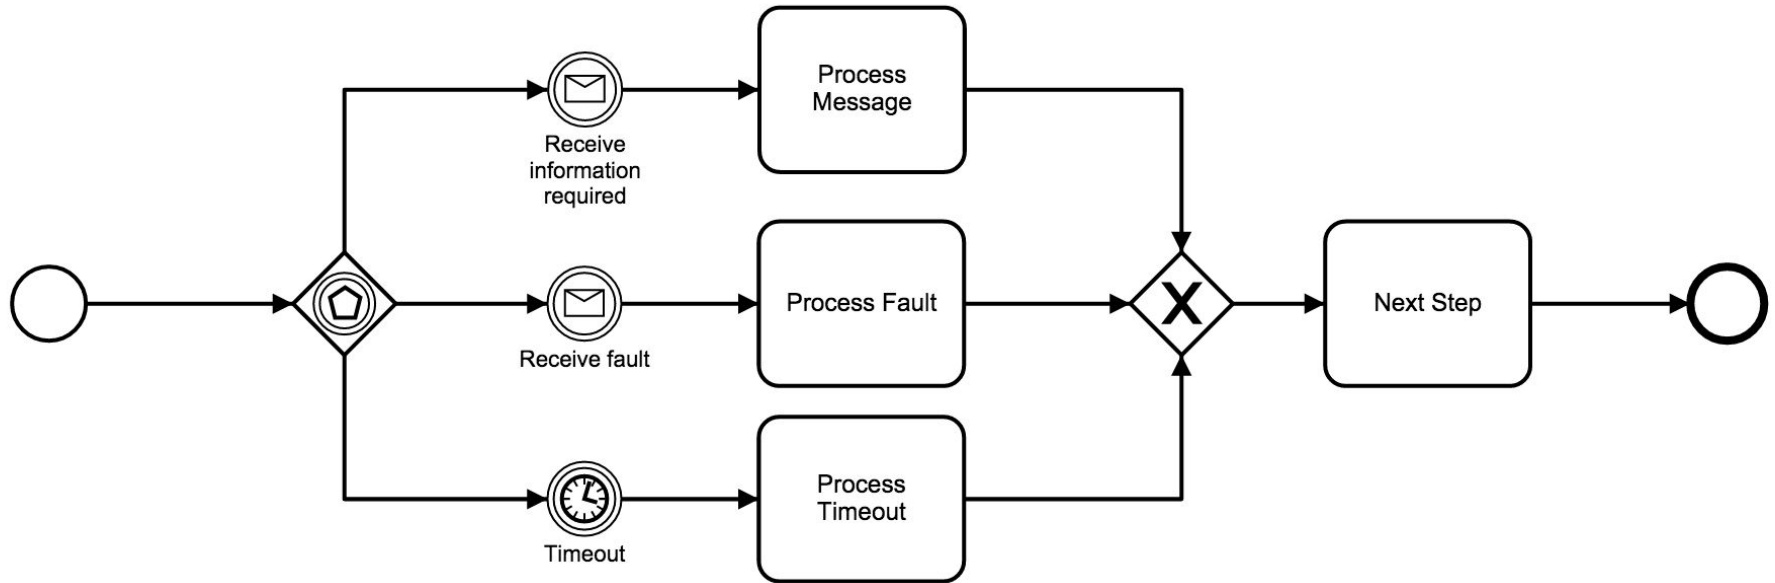 Process
Message
Receive
information
required
Process Fault
Next Step
Receive fault
Process
Timeout
Timeout